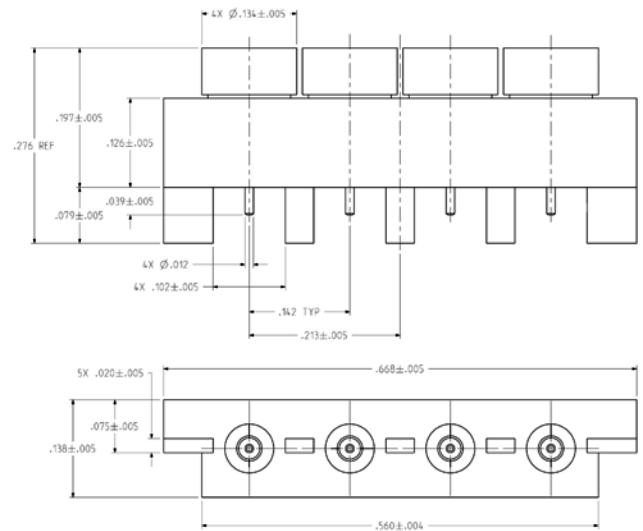 4X Ø.134±.005
.197±.005
.276 REF
.126±.005
.039±.005
.079±.005
4X Ø.012
4X .102±.005
.142 TYP
.213±.005
5X .020±.005
.668±.005
.075±.005
.138±.005
.560±.004